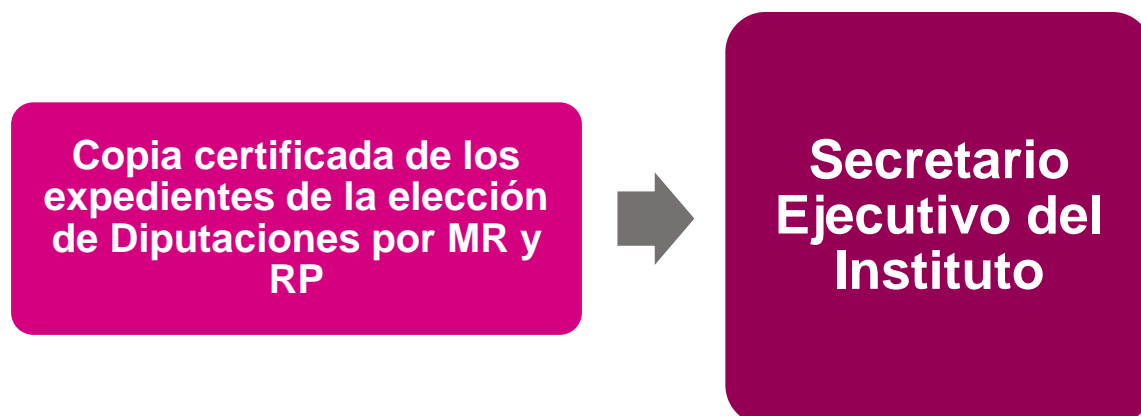 Copia certificada de los
expedientes de la elección
de Diputaciones por MR y
RP
Secretario
Ejecutivo del
Instituto